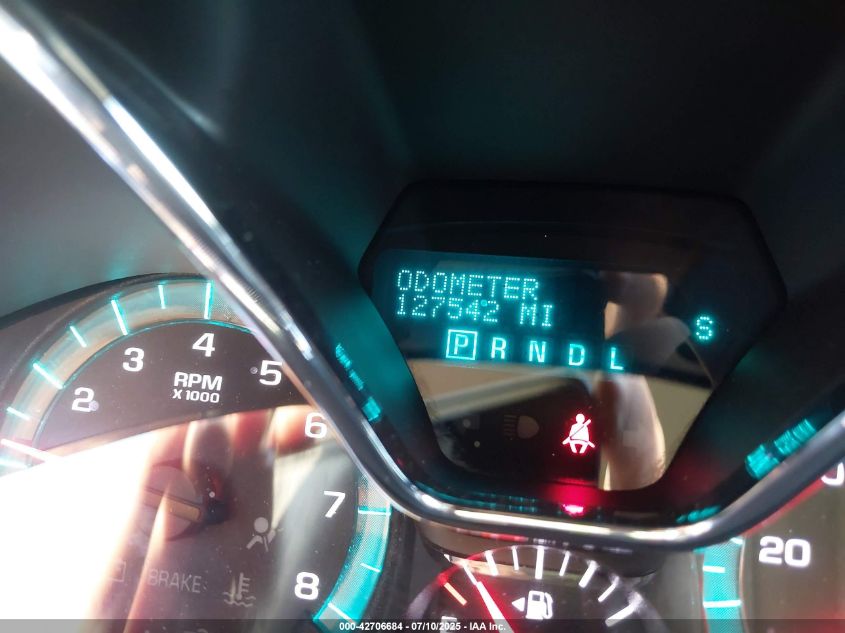 ODOMETER
127542 MI
S
P R N D L
2 3 4 5 6 7 8
RPM
X 1000
BRAKE
20
000-42706684 - 07/10/2025 - IAA Inc.